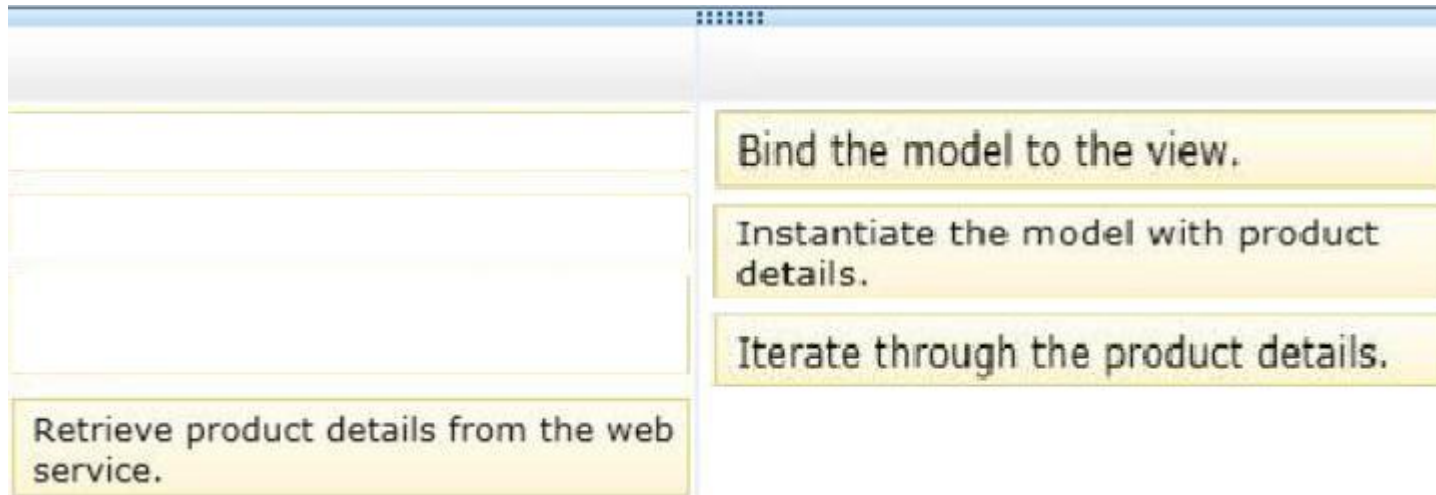 Bind the model to the view.
Instantiate the model with product
details.
Iterate through the product details.
Retrieve product details from the web
service.